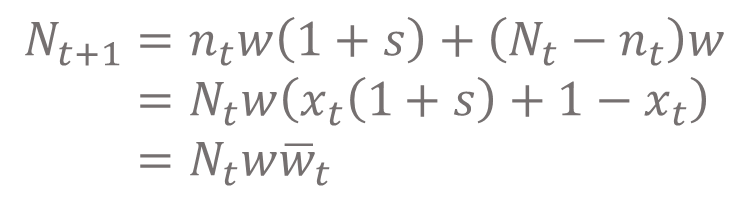 N_{t+1} = n_t w(1 + s) + (N_t − n_t)w
= N_t w(x_t(1 + s) + 1 − x_t)
= N_t w w̅_t